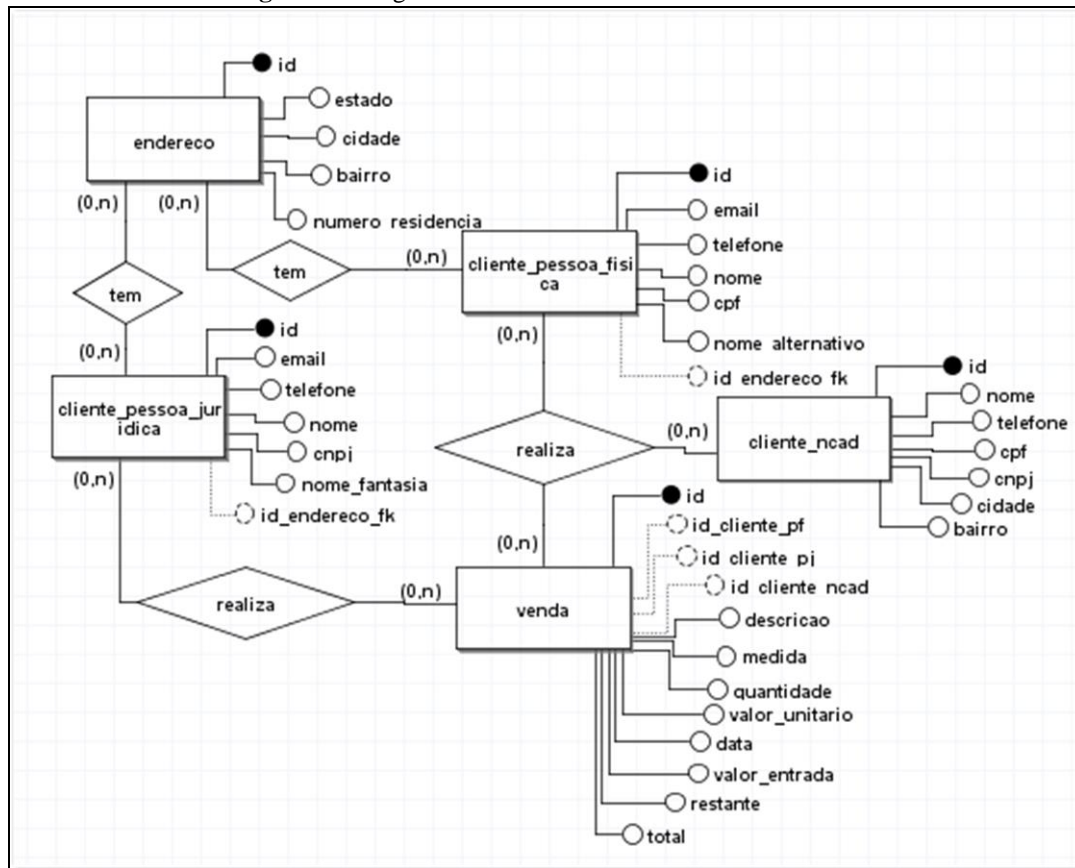 id
estado
cidade
bairro
numero residencia
endereco
(0,n)
(0,n)
tem
(0,n)
tem
(0,n)
id
email
telefone
nome
cpf
nome alternativo
id endereco fk
cliente_pessoa_fisi
ca
(0,n)
id
email
telefone
nome
cnpj
nome_fantasia
id_endereco_fk
cliente_pessoa_jur
idica
(0,n)
realiza
(0,n)
id
nome
telefone
cpf
cnpj
cidade
bairro
cliente_ncad
realiza
(0,n)
(0,n)
venda
id
id_cliente_pf
id cliente pj
id cliente ncad
descricao
medida
quantidade
valor_unitario
data
valor_entrada
restante
total